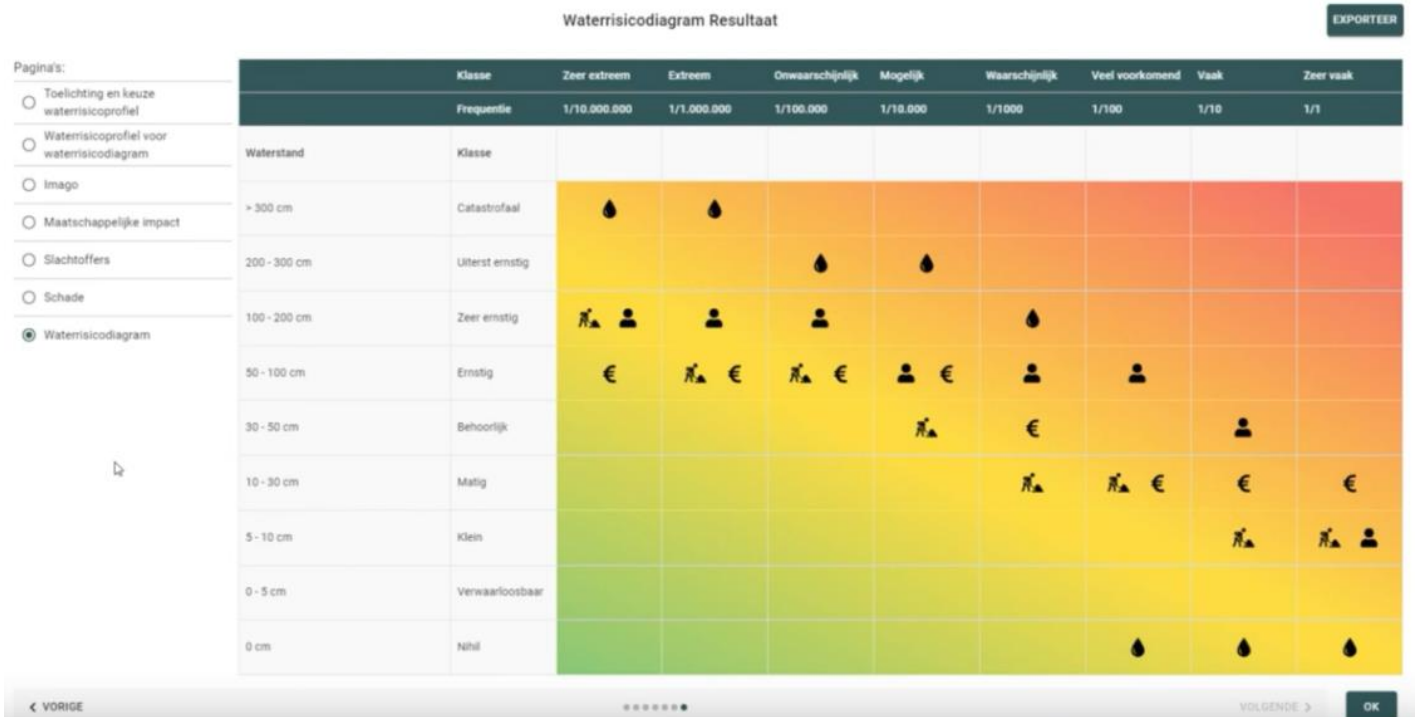 Waterrisicodiagram Resultaat
EXPORTEER
Pagina's:
Toelichting en keuze
waterrisicoprofiel
Waterrisicoprofiel voor
waterrisicodiagram
Imago
Maatschappelijke impact
Slachtoffers
Schade
Waterrisicodiagram
Klasse Zeer extreem Extreem Onwaarschijnlijk Mogelijk Waarschijnlijk Veel voorkomend Vaak Zeer vaak
Frequentie 1/10.000.000 1/1.000.000 1/100.000 1/10.000 1/1000 1/100 1/10 1/1
Waterstand Klasse
> 300 cm Catastrofaal
200 - 300 cm Uiterst ernstig
100 - 200 cm Zeer ernstig
50 - 100 cm Ernstig € € € € 
30 - 50 cm Behoorlijk €
10 - 30 cm Matig € € €
5 - 10 cm Klein
0 - 5 cm Verwaarloosbaar
0 cm Nihil
< VORIGE
VOLGENDE >
OK